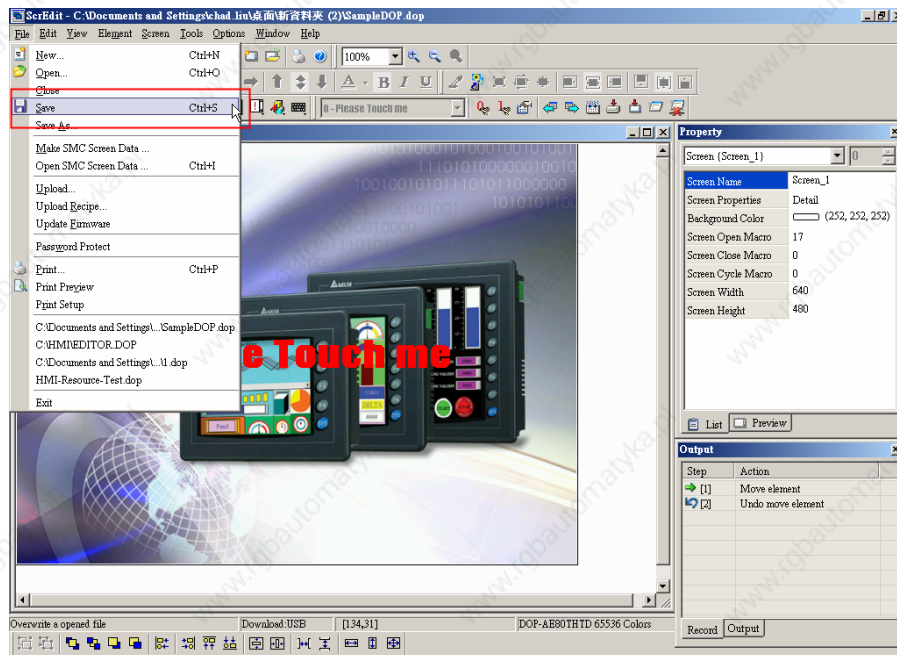 ScrEdit - C:\Documents and Settings\chad.liu\桌面\新資料夾 (2)\SampleDOP.dop
File Edit View Element Screen Tools Options Window Help
100%
A B I U
0 - Please Touch me
New... Ctrl+N
Open... Ctrl+O
Close
Save Ctrl+S
Save As...
Make SMC Screen Data ...
Open SMC Screen Data ... Ctrl+I
Upload...
Upload Recipe...
Update Firmware
Password Protect
Print... Ctrl+P
Print Preview
Print Setup
C:\Documents and Settings\...\SampleDOP.dop
C:\HMI\EDITOR.DOP
C:\Documents and Settings\...\1.dop
HMI-Resource-Test.dop
Exit
e Touch me
Property
Screen {Screen_1} 0
Screen Name Screen_1
Screen Properties Detail
Background Color (252, 252, 252)
Screen Open Macro 17
Screen Close Macro 0
Screen Cycle Macro 0
Screen Width 640
Screen Height 480
List Preview
Output
Step Action
[1] Move element
[2] Undo move element
Record Output
Overwrite a opened file Download:USB [134,31] DOP-AE80THTD 65536 Colors
www.rgbautomatyka.pl